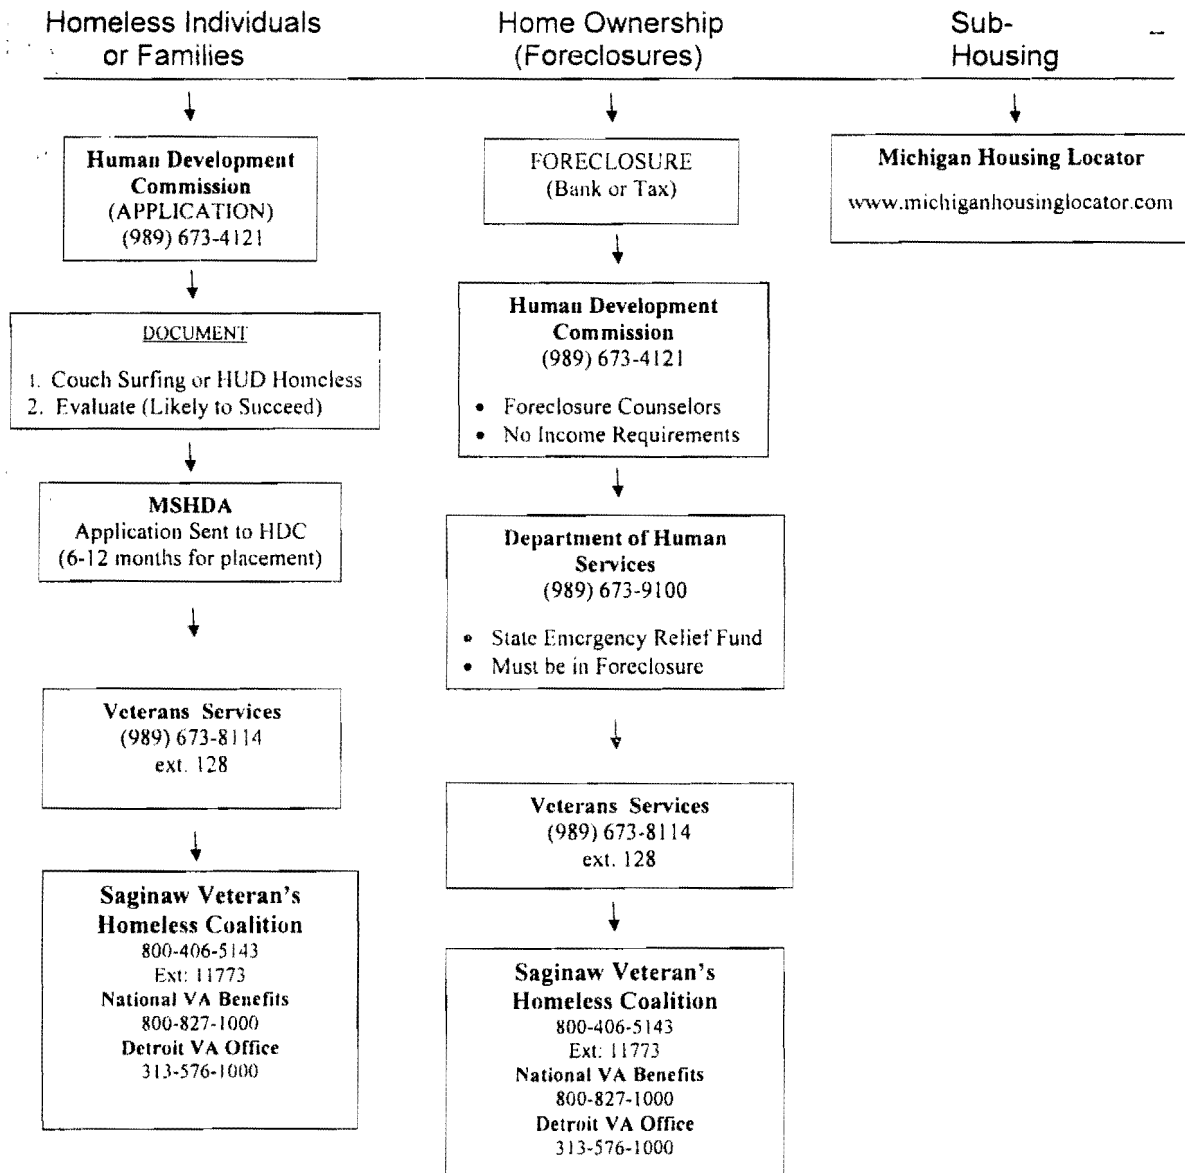 Homeless Individuals
or Families
Human Development
Commission
(APPLICATION)
(989) 673-4121
DOCUMENT
1. Couch Surfing or HUD Homeless
2. Evaluate (Likely to Succeed)
MSHDA
Application Sent to HDC
(6-12 months for placement)
Veterans Services
(989) 673-8114
ext. 128
Saginaw Veteran's
Homeless Coalition
800-406-5143
Ext: 11773
National VA Benefits
800-827-1000
Detroit VA Office
313-576-1000
Home Ownership
(Foreclosures)
FORECLOSURE
(Bank or Tax)
Human Development
Commission
(989) 673-4121
• Foreclosure Counselors
• No Income Requirements
Department of Human
Services
(989) 673-9100
• State Emergency Relief Fund
• Must be in Foreclosure
Veterans Services
(989) 673-8114
ext. 128
Saginaw Veteran's
Homeless Coalition
800-406-5143
Ext: 11773
National VA Benefits
800-827-1000
Detroit VA Office
313-576-1000
Sub-
Housing
Michigan Housing Locator
www.michiganhousinglocator.com